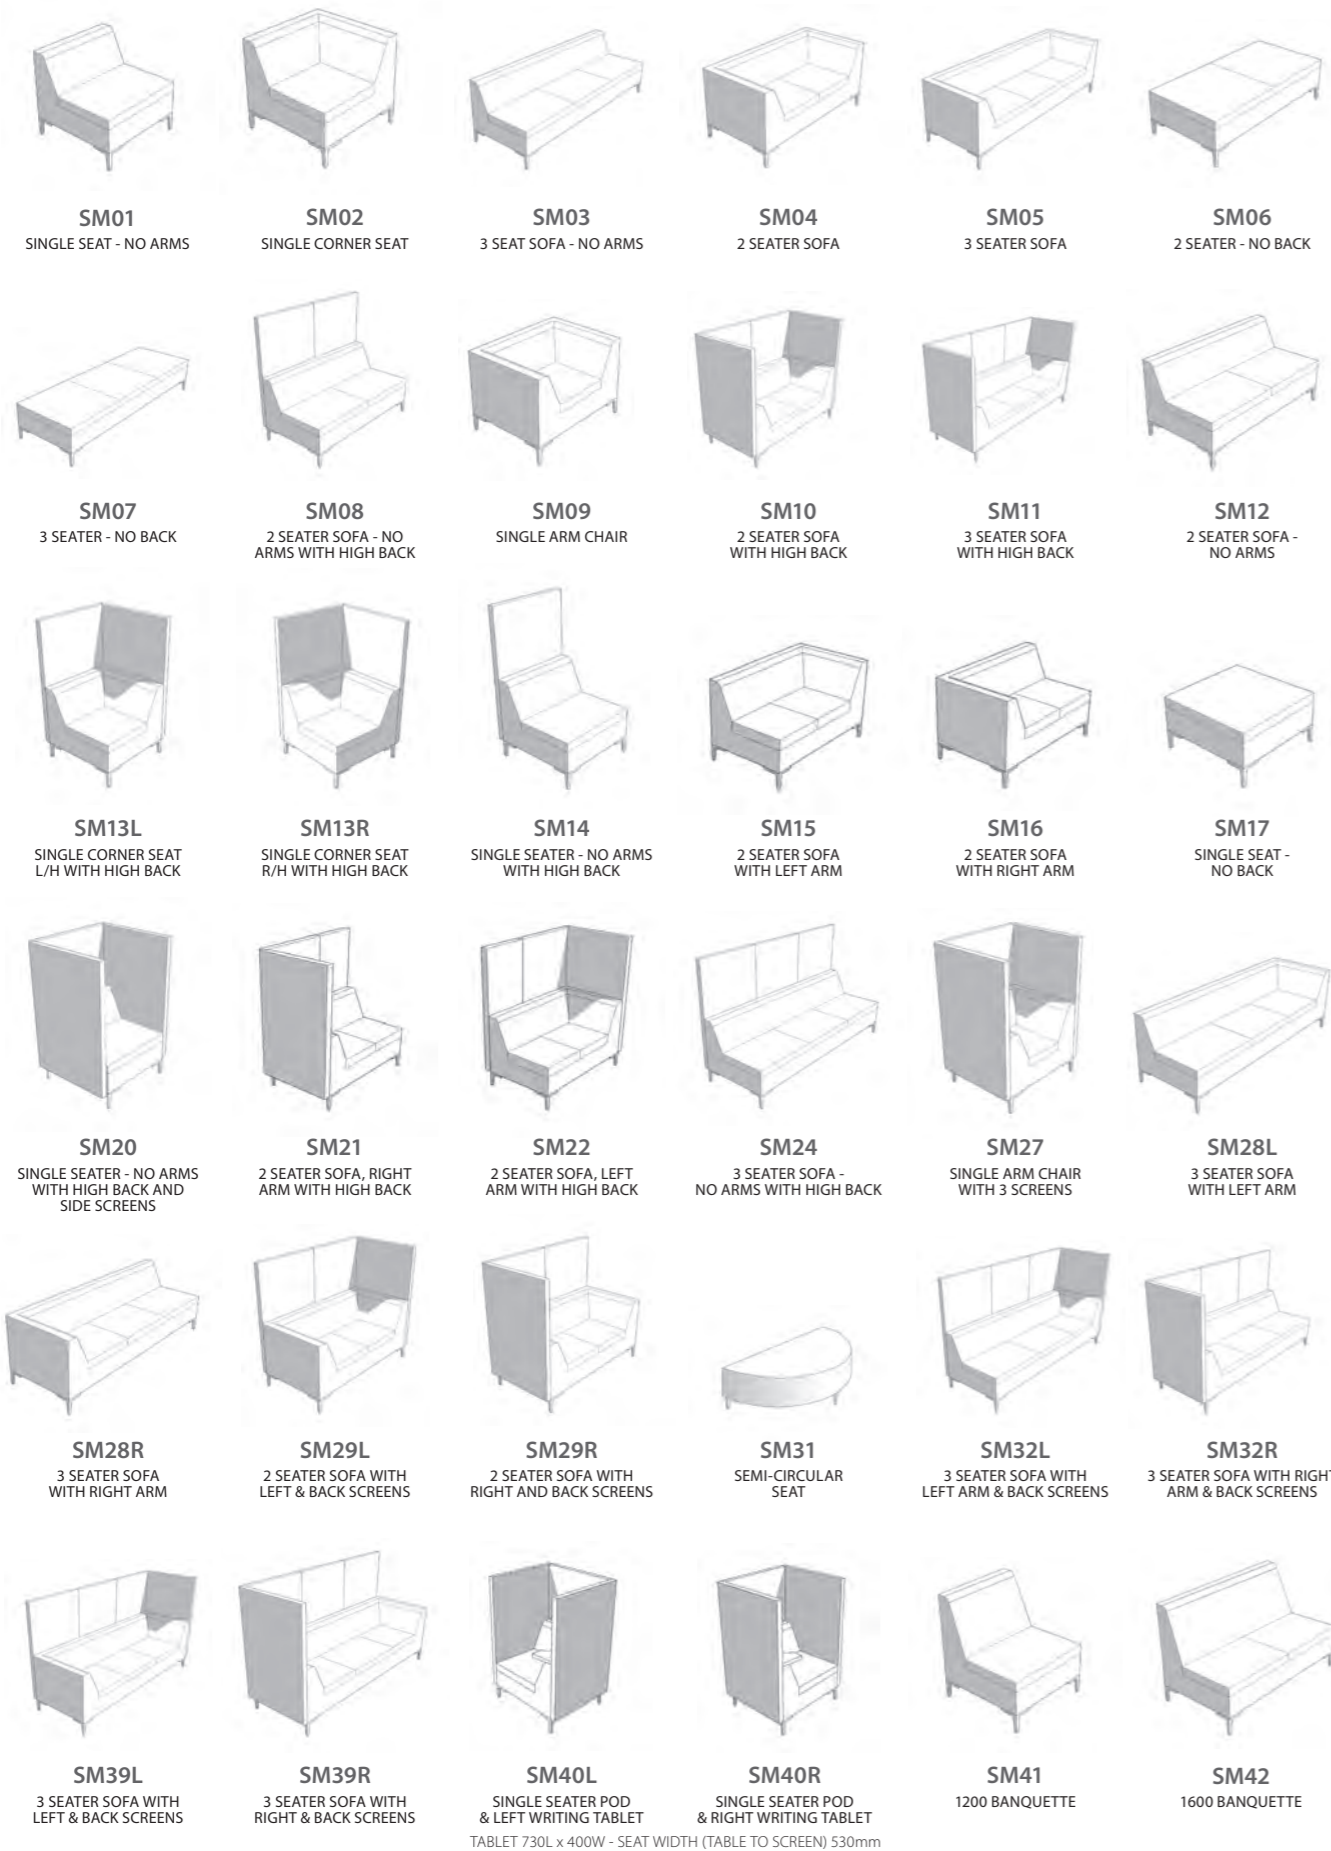 SM01
SINGLE SEAT - NO ARMS
SM02
SINGLE CORNER SEAT
SM03
3 SEAT SOFA - NO ARMS
SM04
2 SEATER SOFA
SM05
3 SEATER SOFA
SM06
2 SEATER - NO BACK
SM07
3 SEATER - NO BACK
SM08
2 SEATER SOFA - NO
ARMS WITH HIGH BACK
SM09
SINGLE ARM CHAIR
SM10
2 SEATER SOFA
WITH HIGH BACK
SM11
3 SEATER SOFA
WITH HIGH BACK
SM12
2 SEATER SOFA -
NO ARMS
SM13L
SINGLE CORNER SEAT
L/H WITH HIGH BACK
SM13R
SINGLE CORNER SEAT
R/H WITH HIGH BACK
SM14
SINGLE SEATER - NO ARMS
WITH HIGH BACK
SM15
2 SEATER SOFA
WITH LEFT ARM
SM16
2 SEATER SOFA
WITH RIGHT ARM
SM17
SINGLE SEAT -
NO BACK
SM20
SINGLE SEATER - NO ARMS
WITH HIGH BACK AND
SIDE SCREENS
SM21
2 SEATER SOFA, RIGHT
ARM WITH HIGH BACK
SM22
2 SEATER SOFA, LEFT
ARM WITH HIGH BACK
SM24
3 SEATER SOFA -
NO ARMS WITH HIGH BACK
SM27
SINGLE ARM CHAIR
WITH 3 SCREENS
SM28L
3 SEATER SOFA
WITH LEFT ARM
SM28R
3 SEATER SOFA
WITH RIGHT ARM
SM29L
2 SEATER SOFA WITH
LEFT & BACK SCREENS
SM29R
2 SEATER SOFA WITH
RIGHT AND BACK SCREENS
SM31
SEMI-CIRCULAR
SEAT
SM32L
3 SEATER SOFA WITH
LEFT ARM & BACK SCREENS
SM32R
3 SEATER SOFA WITH RIGHT
ARM & BACK SCREENS
SM39L
3 SEATER SOFA WITH
LEFT & BACK SCREENS
SM39R
3 SEATER SOFA WITH
RIGHT & BACK SCREENS
SM40L
SINGLE SEATER POD
& LEFT WRITING TABLET
SM40R
SINGLE SEATER POD
& RIGHT WRITING TABLET
TABLET 730L x 400W - SEAT WIDTH (TABLE TO SCREEN) 530mm
SM41
1200 BANQUETTE
SM42
1600 BANQUETTE